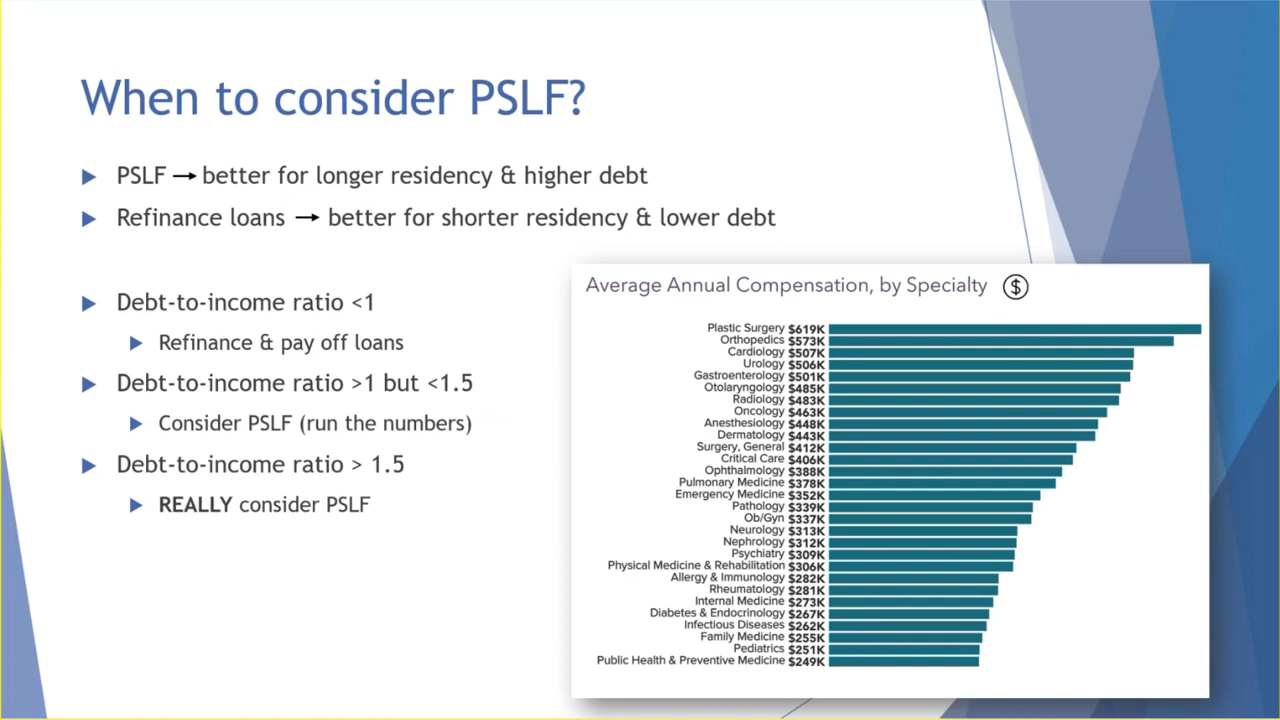 When to consider PSLF?
PSLF → better for longer residency & higher debt
Refinance loans → better for shorter residency & lower debt
Debt-to-income ratio <1
Refinance & pay off loans
Debt-to-income ratio >1 but <1.5
Consider PSLF (run the numbers)
Debt-to-income ratio > 1.5
REALLY consider PSLF
Average Annual Compensation, by Specialty $
Plastic Surgery $619K
Orthopedics $573K
Cardiology $507K
Urology $506K
Gastroenterology $501K
Otolaryngology $485K
Radiology $483K
Oncology $463K
Anesthesiology $448K
Dermatology $443K
Surgery, General $412K
Critical Care $406K
Ophthalmology $388K
Pulmonary Medicine $378K
Emergency Medicine $352K
Pathology $339K
Ob/Gyn $337K
Neurology $313K
Nephrology $312K
Psychiatry $309K
Physical Medicine & Rehabilitation $306K
Allergy & Immunology $282K
Rheumatology $281K
Internal Medicine $273K
Diabetes & Endocrinology $267K
Infectious Diseases $262K
Family Medicine $255K
Pediatrics $251K
Public Health & Preventive Medicine $249K